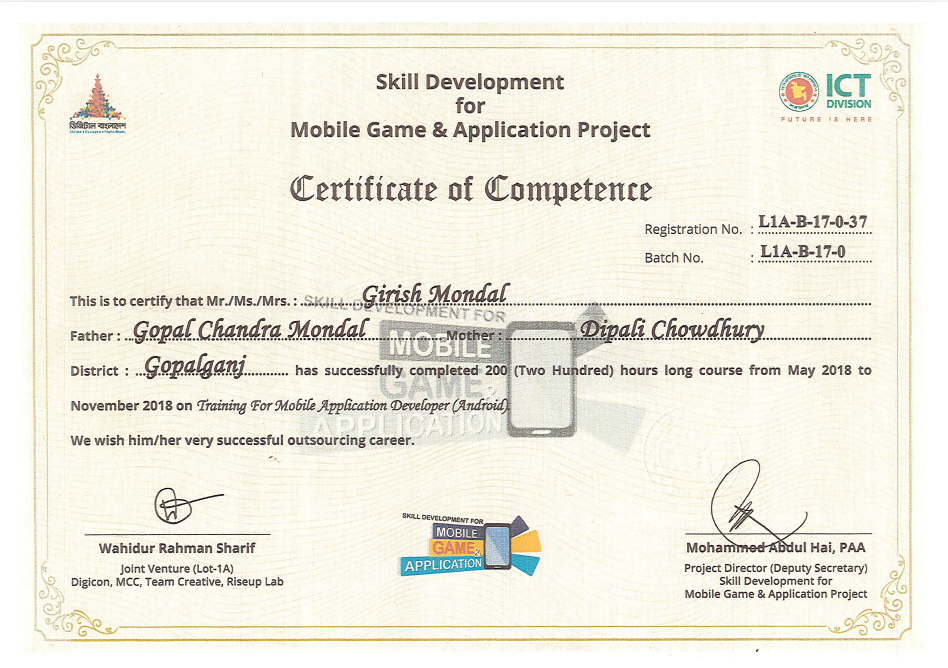 Skill Development
for
Mobile Game & Application Project
ডিজিটাল বাংলাদেশ
ICT
DIVISION
FUTURE IS HERE
Certificate of Competence
Registration No. : L1A-B-17-0-37
Batch No. : L1A-B-17-0
This is to certify that Mr./Ms./Mrs. : Girish Mondal
Father : Gopal Chandra Mondal Mother : Dipali Chowdhury
District : Gopalganj has successfully completed 200 (Two Hundred) hours long course from May 2018 to
November 2018 on Training For Mobile Application Developer (Android).
We wish him/her very successful outsourcing career.
SKILL DEVELOPMENT FOR
MOBILE
GAME &
APPLICATION
Wahidur Rahman Sharif
Joint Venture (Lot-1A)
Digicon, MCC, Team Creative, Riseup Lab
SKILL DEVELOPMENT FOR
MOBILE
GAME &
APPLICATION
Mohammod Abdul Hai, PAA
Project Director (Deputy Secretary)
Skill Development for
Mobile Game & Application Project